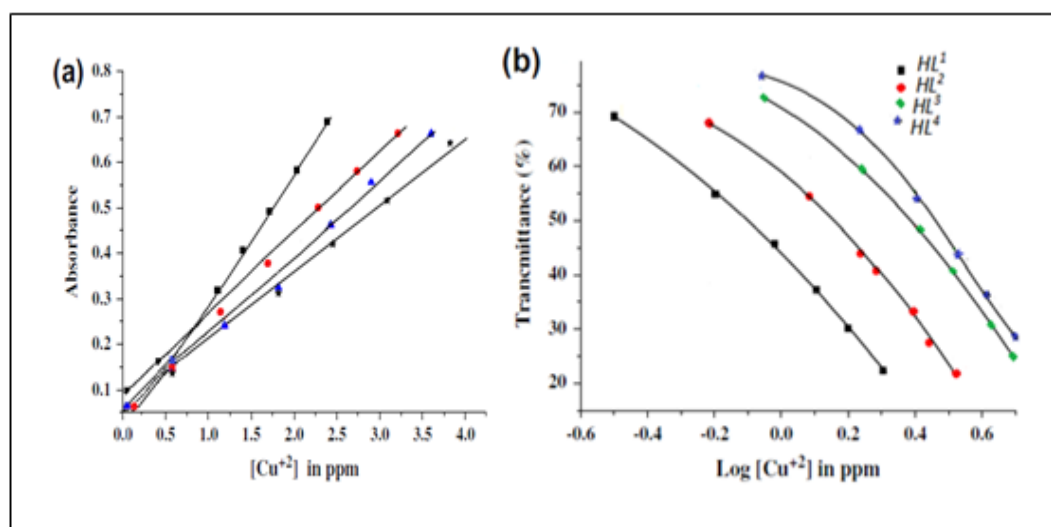 (a)
0.8
0.7
0.6
0.5
0.4
0.3
0.1
Absorbance
0.0 0.5 1.0 1.5 2.0 2.5 3.0 3.5 4.0
[Cu+2] in ppm
(b)
HL1
HL2
HL3
HL4
70
60
50
40
30
20
Trancmittance (%)
-0.6 -0.4 -0.2 0.0 0.2 0.4 0.6
Log [Cu+2] in ppm